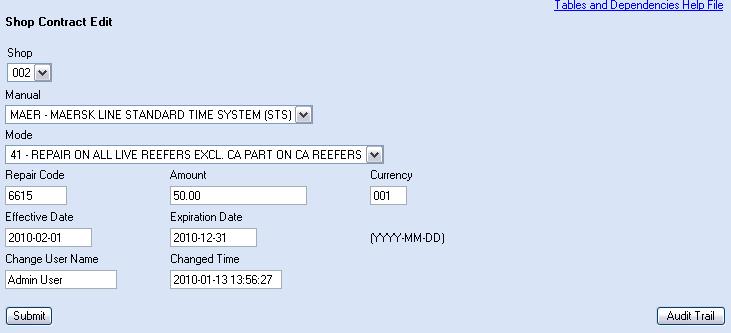 Tables and Dependencies Help File
Shop Contract Edit
Shop
002
Manual
MAER - MAERSK LINE STANDARD TIME SYSTEM (STS)
Mode
41 - REPAIR ON ALL LIVE REEFERS EXCL. CA PART ON CA REEFERS
Repair Code Amount Currency
6615 50.00 001
Effective Date Expiration Date
2010-02-01 2010-12-31 (YYYY-MM-DD)
Change User Name Changed Time
Admin User 2010-01-13 13:56:27
Submit Audit Trail